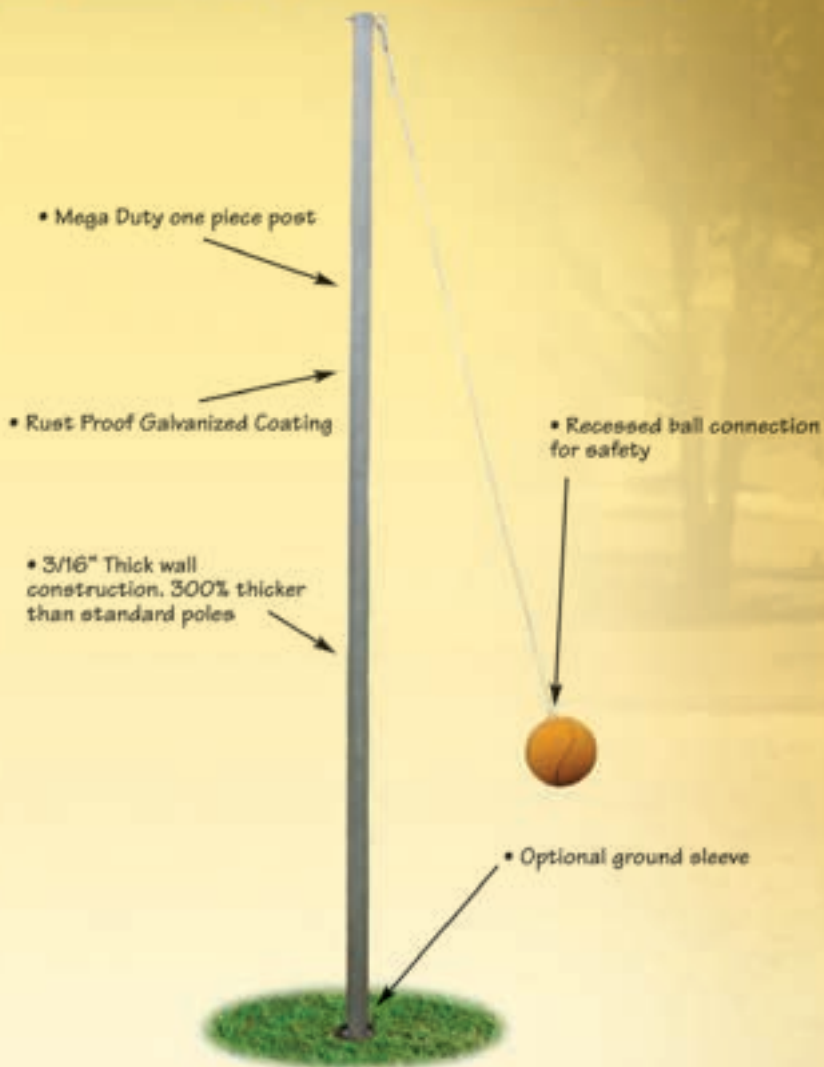 • Mega Duty one piece post
• Rust Proof Galvanized Coating
• Recessed ball connection
for safety
• 3/16" Thick wall
construction. 300% thicker
than standard poles
• Optional ground sleeve